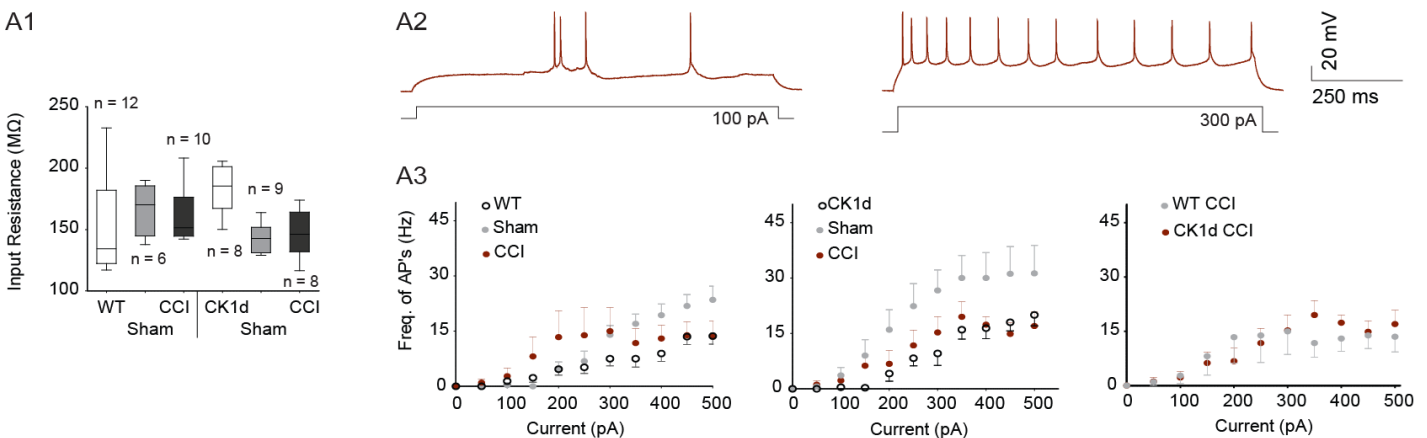 A1
Input Resistance (MΩ)
250
200
150
100
n = 12
n = 6
n = 10
n = 8
n = 9
n = 8
WT
CCI
CK1d
CCI
Sham
Sham
A2
100 pA
300 pA
20 mV
250 ms
A3
Freq. of AP's (Hz)
45
30
15
0
WT
Sham
CCI
0 100 200 300 400 500
Current (pA)
45
30
15
0
CK1d
Sham
CCI
0 100 200 300 400 500
Current (pA)
45
30
15
0
WT CCI
CK1d CCI
0 100 200 300 400 500
Current (pA)